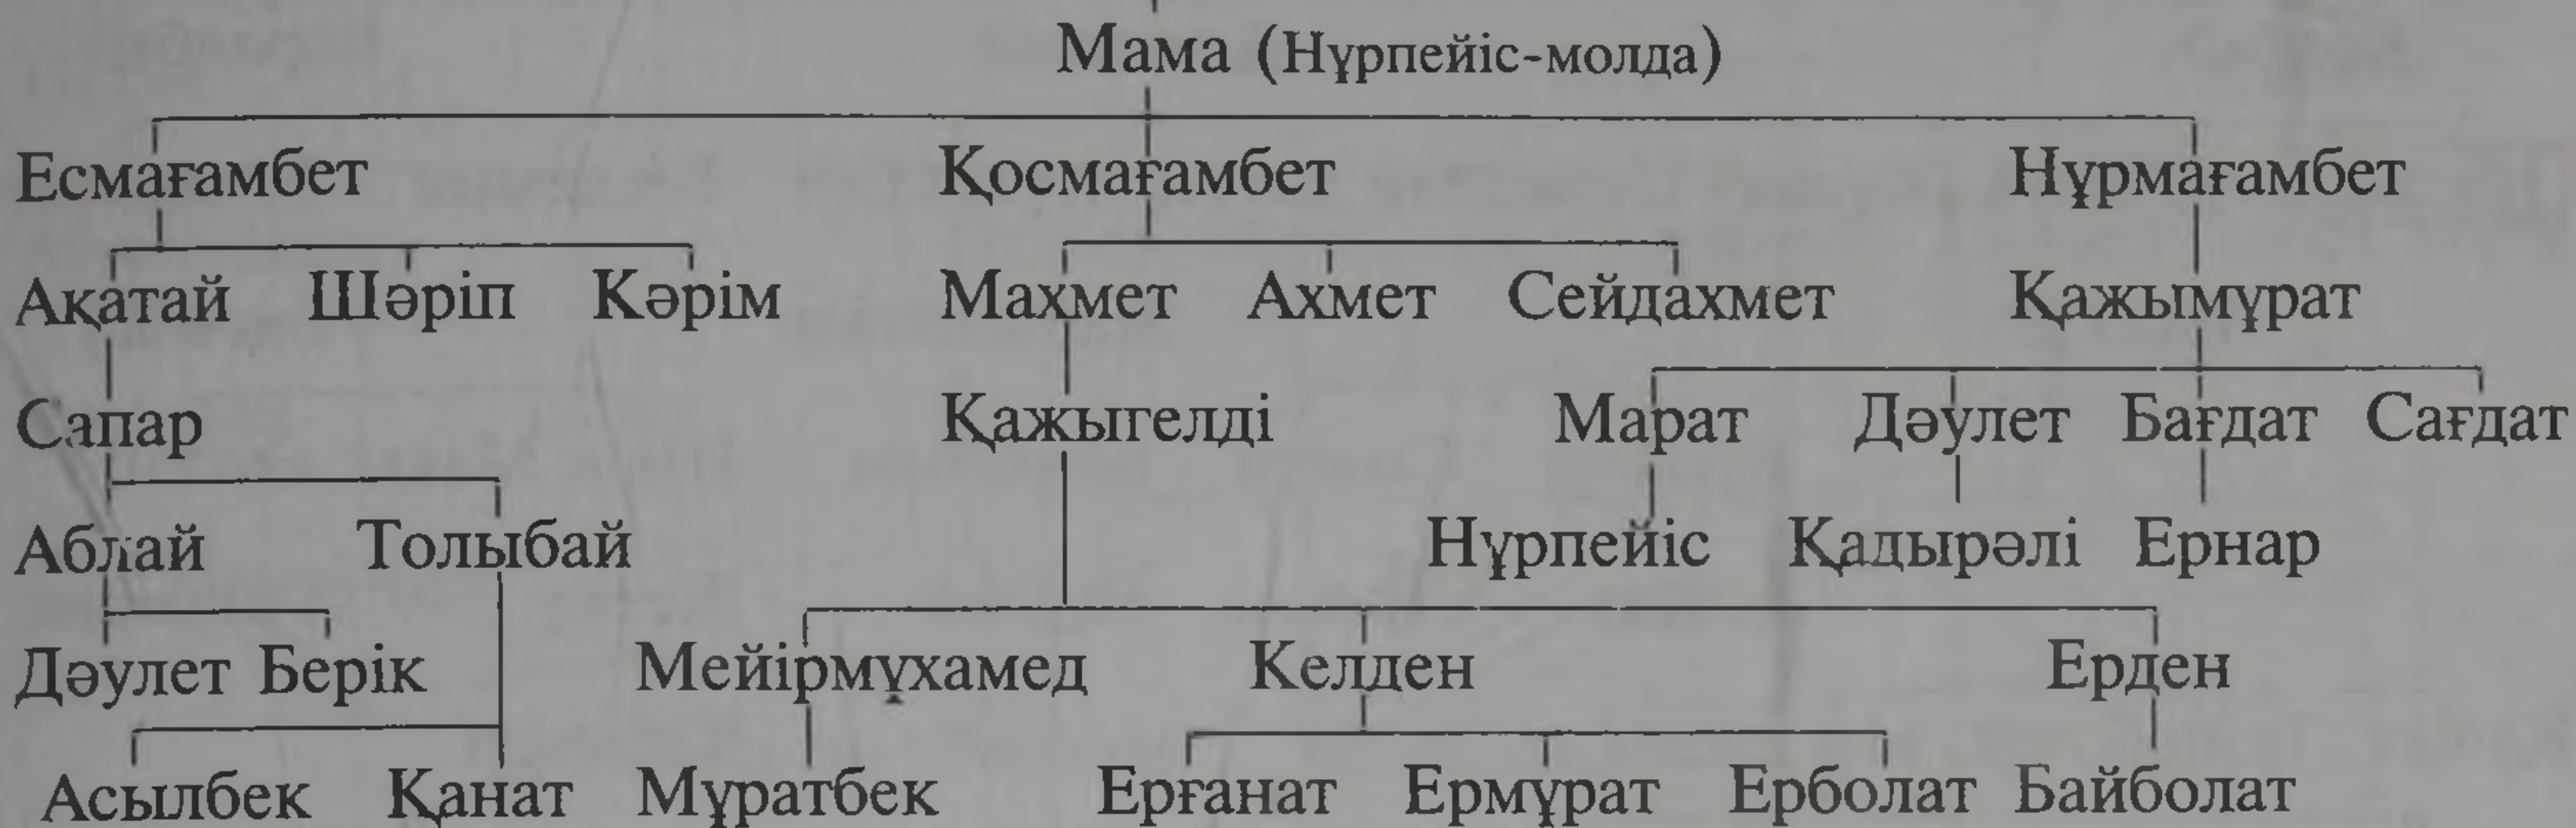 Мама (Нұрпейіс-молда)
Есмағамбет Қосмағамбет Нұрмағамбет
Ақатай Шәріп Кәрім Махмет Ахмет Сейдахмет Қажымұрат
Сапар Қажыгелді Марат Дәулет Бағдат Сағдат
Аблай Толыбай Нұрпейіс Қадырәлі Ернар
Дәулет Берік Мейірмұхамед Келден Ерден
Асылбек Қанат Мұратбек Ерғанат Ермұрат Ерболат Байболат